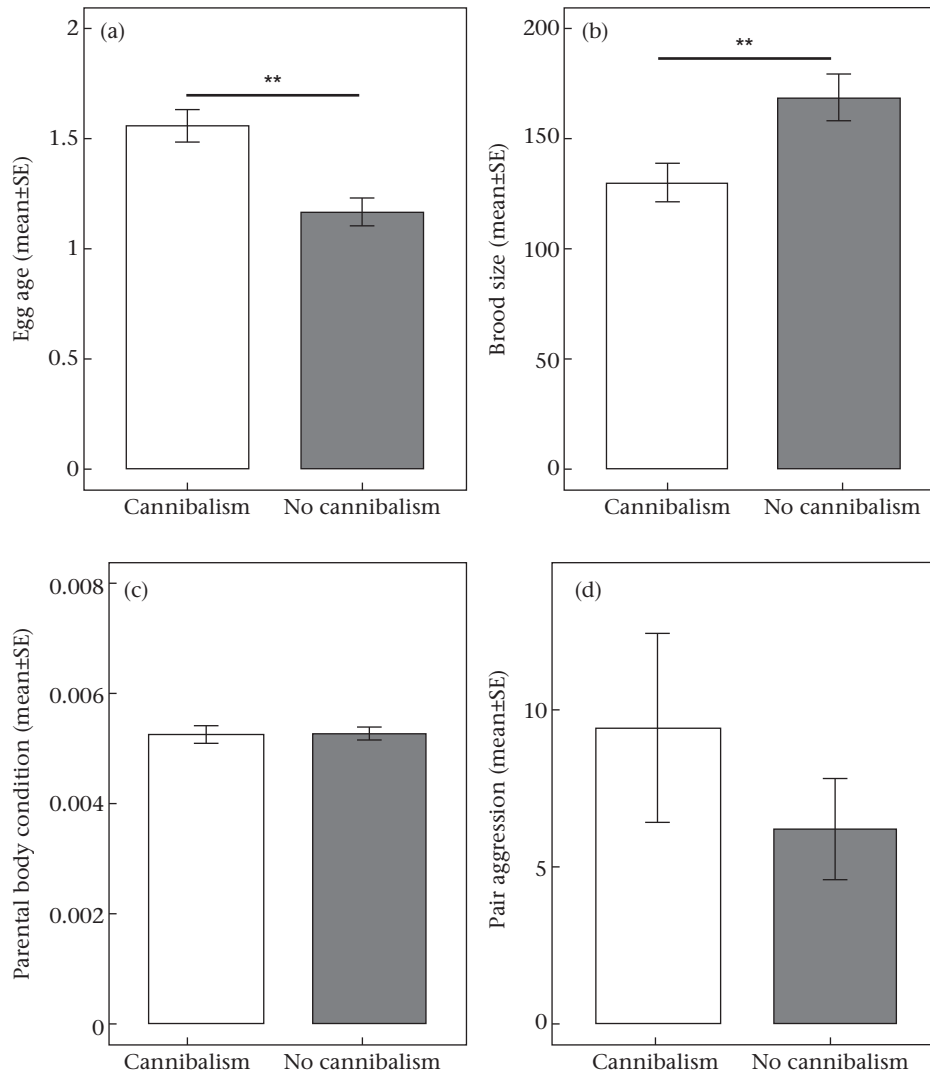 (a)
**
Egg age (mean±SE)
2
1.5
1
0.5
0
Cannibalism No cannibalism
(b)
**
Brood size (mean±SE)
200
150
100
50
0
Cannibalism No cannibalism
(c)
Parental body condition (mean±SE)
0.008
0.006
0.004
0.002
0
Cannibalism No cannibalism
(d)
Pair aggression (mean±SE)
10
5
0
Cannibalism No cannibalism